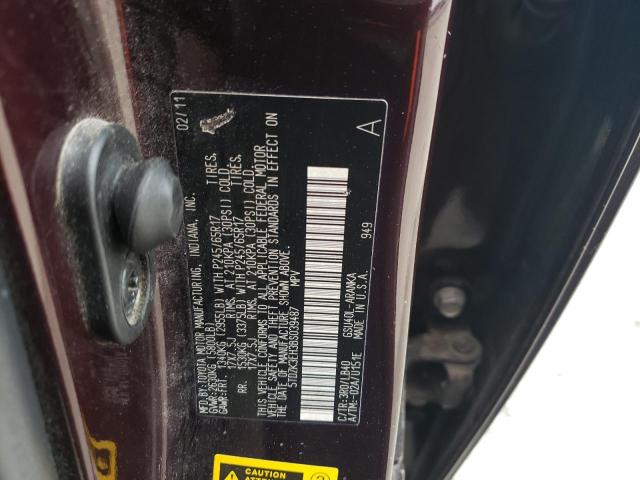 02/11
MFD. BY: TOYOTA MOTOR MANUFACTURING, INDIANA, INC.
GVWR:2630KG
GAWR:FRT. 1340KG (2955LB) WITH P245/65R17 TIRES,
17X7.5J RIMS, AT 210KPA (30PSI) COLD.
RR. 1530KG (3375LB) WITH P245/65R17 TIRES,
17X7.5J RIMS, AT 210KPA (30PSI) COLD.
THIS VEHICLE CONFORMS TO ALL APPLICABLE FEDERAL MOTOR
VEHICLE SAFETY AND THEFT PREVENTION STANDARDS IN EFFECT ON
THE DATE OF MANUFACTURE SHOWN ABOVE.
5TDZK3EH3BS039487 MPV
A
949
C/TR:3R0/LB40 GSU40L-ARANKA
A/TM:-02A/U151E MADE IN U.S.A.
CAUTION